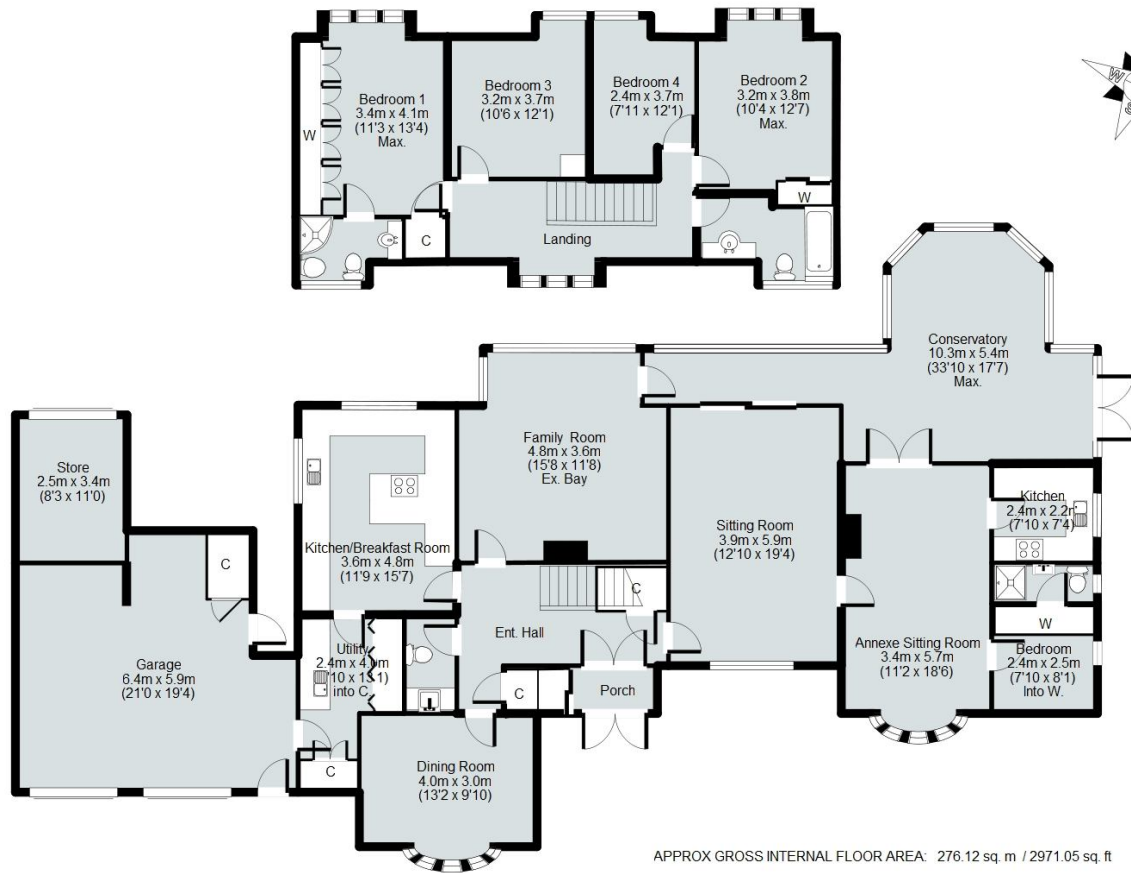 Bedroom 1
3.4m x 4.1m
(11'3 x 13'4)
Max.
W
C
Bedroom 3
3.2m x 3.7m
(10'6 x 12'1)
Bedroom 4
2.4m x 3.7m
(7'11 x 12'1)
Bedroom 2
3.2m x 3.8m
(10'4 x 12'7)
Max.
W
Landing
W
Conservatory
10.3m x 5.4m
(33'10 x 17'7)
Max.
Store
2.5m x 3.4m
(8'3 x 11'0)
C
Garage
6.4m x 5.9m
(21'0 x 19'4)
Kitchen/Breakfast Room
3.6m x 4.8m
(11'9 x 15'7)
Family Room
4.8m x 3.6m
(15'8 x 11'8)
Ex. Bay
Sitting Room
3.9m x 5.9m
(12'10 x 19'4)
Kitchen
2.4m x 2.2m
(7'10 x 7'4)
C
Ent. Hall
Utility
2.4m x 4.0m
(7'10 x 13'1)
into C.
C
Porch
C
Annexe Sitting Room
3.4m x 5.7m
(11'2 x 18'6)
W
Bedroom
2.4m x 2.5m
(7'10 x 8'1)
Into W.
Dining Room
4.0m x 3.0m
(13'2 x 9'10)
APPROX GROSS INTERNAL FLOOR AREA: 276.12 sq. m / 2971.05 sq. ft